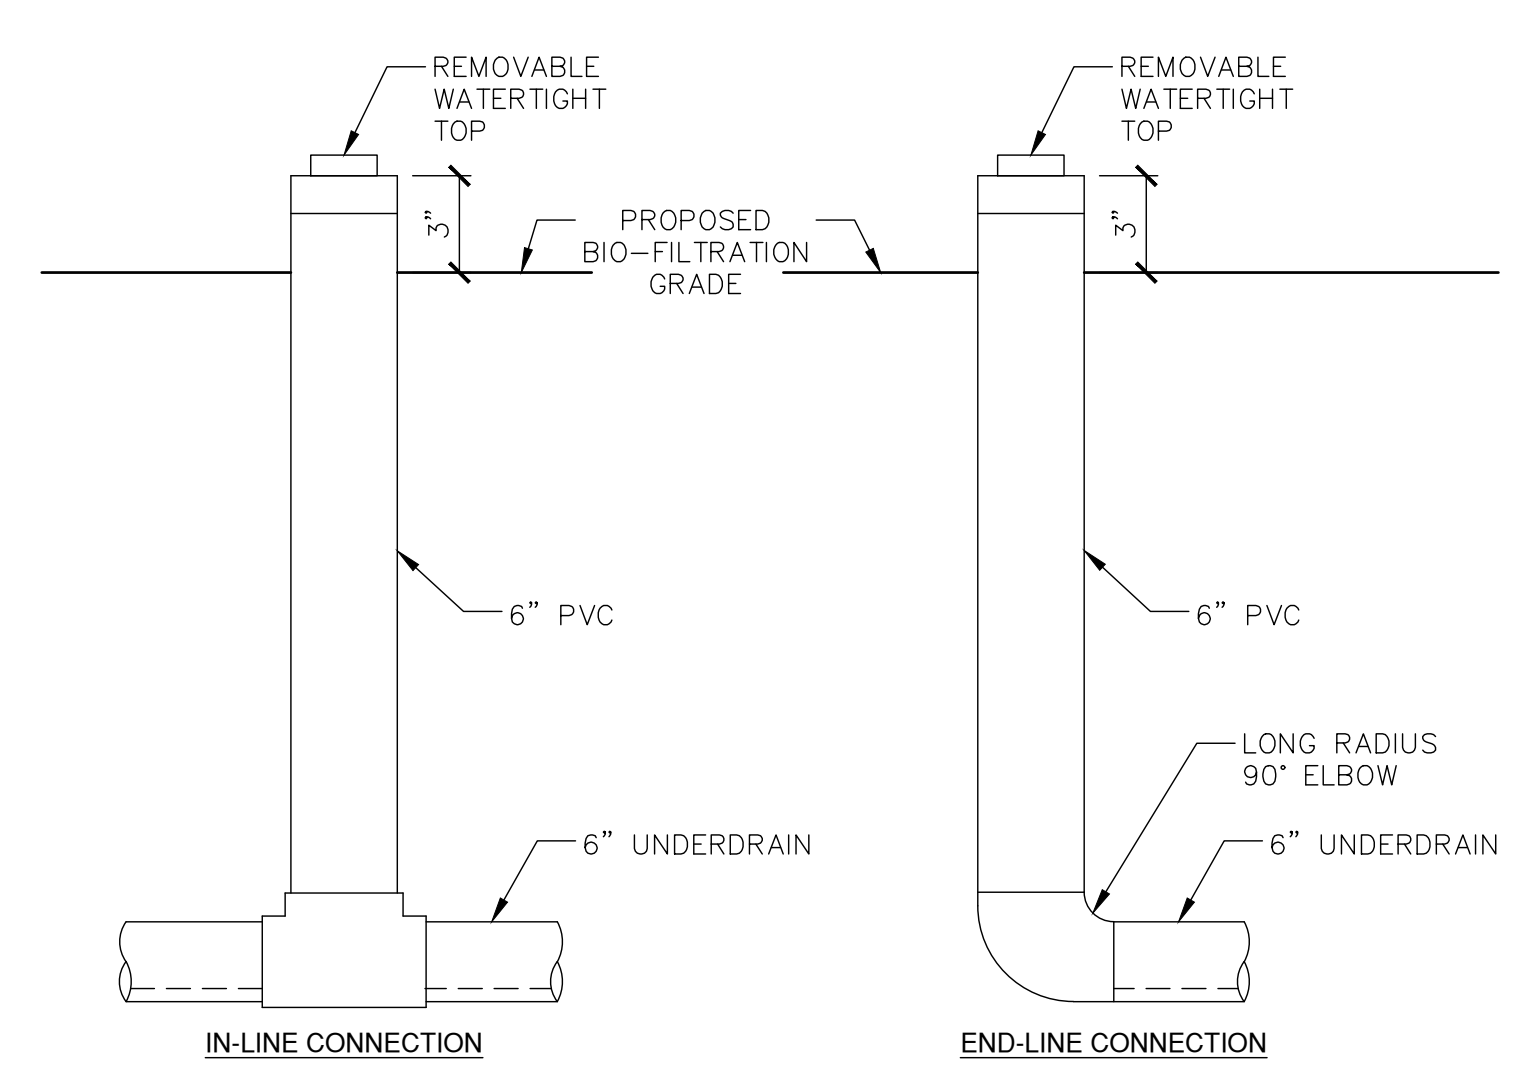 REMOVABLE
WATERTIGHT
TOP
3”
PROPOSED
BIO-FILTRATION
GRADE
6” PVC
6” UNDERDRAIN
IN-LINE CONNECTION
REMOVABLE
WATERTIGHT
TOP
3”
6” PVC
LONG RADIUS
90° ELBOW
6” UNDERDRAIN
END-LINE CONNECTION